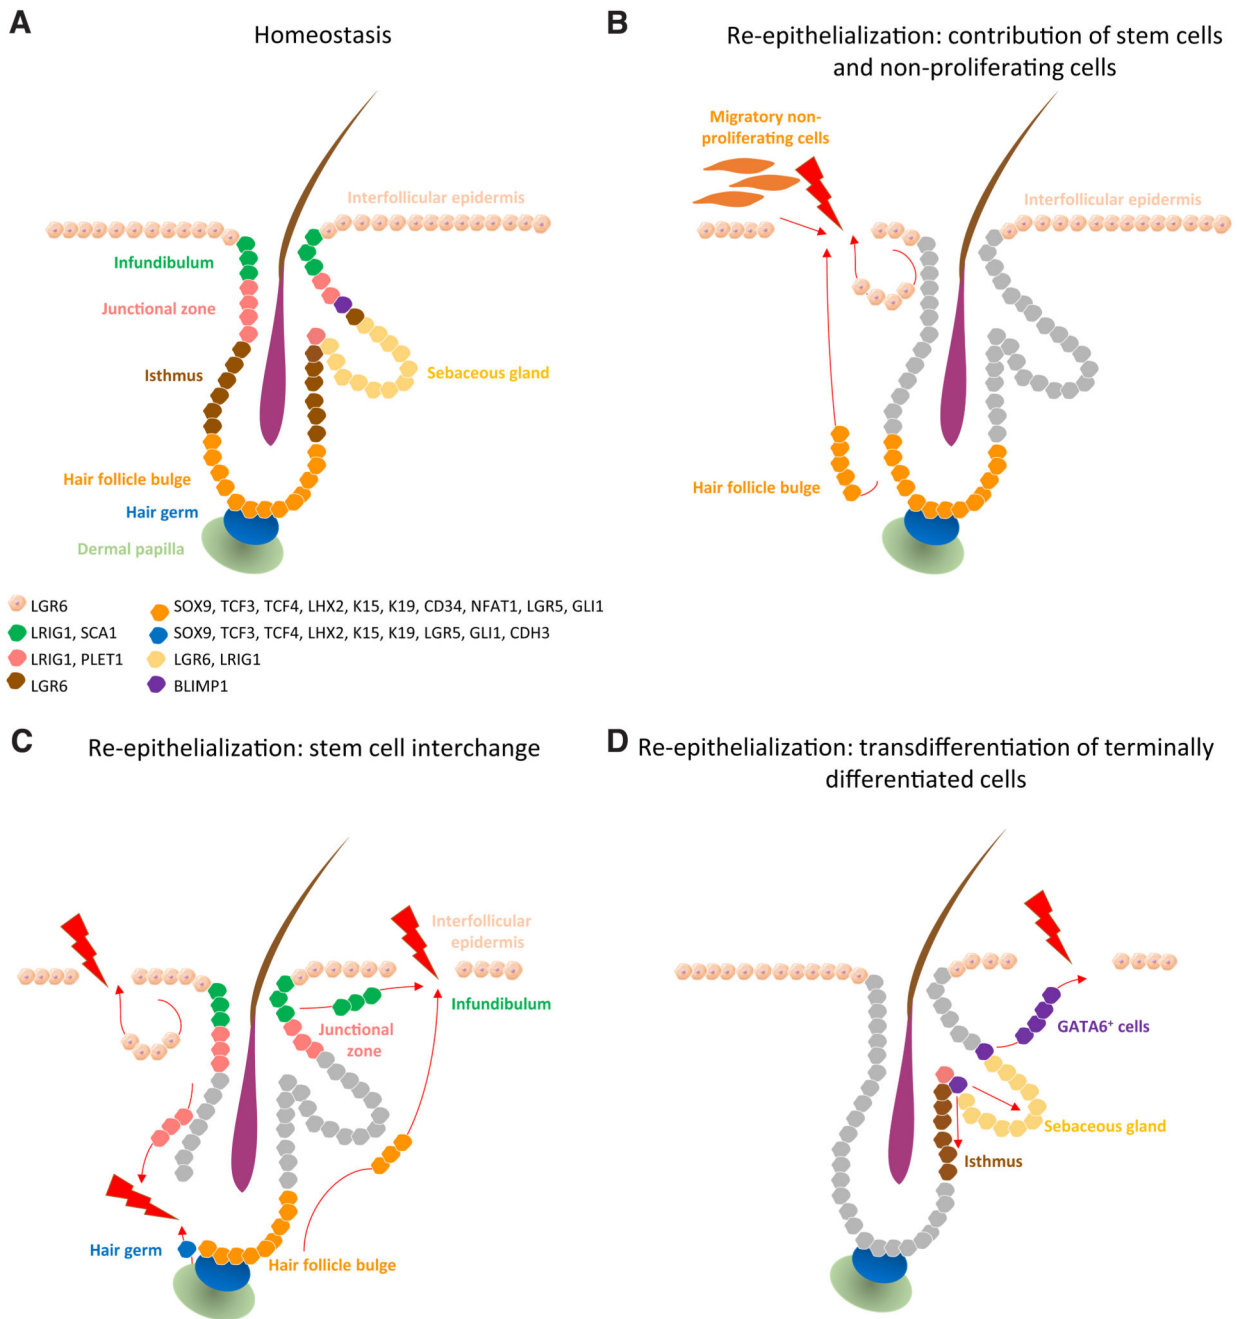 A
Homeostasis
Interfollicular epidermis
Infundibulum
Junctional zone
Isthmus
Sebaceous gland
Hair follicle bulge
Hair germ
Dermal papilla
LGR6
LRIG1, SCA1
LRIG1, PLET1
LGR6
SOX9, TCF3, TCF4, LHX2, K15, K19, CD34, NFAT1, LGR5, GLI1
SOX9, TCF3, TCF4, LHX2, K15, K19, LGR5, GLI1, CDH3
LGR6, LRIG1
BLIMP1
B
Re-epithelialization: contribution of stem cells
and non-proliferating cells
Migratory non-
proliferating cells
Interfollicular epidermis
Hair follicle bulge
C
Re-epithelialization: stem cell interchange
Interfollicular
epidermis
Infundibulum
Junctional
zone
Hair germ
Hair follicle bulge
D
Re-epithelialization: transdifferentiation of terminally
differentiated cells
GATA6⁺ cells
Sebaceous gland
Isthmus